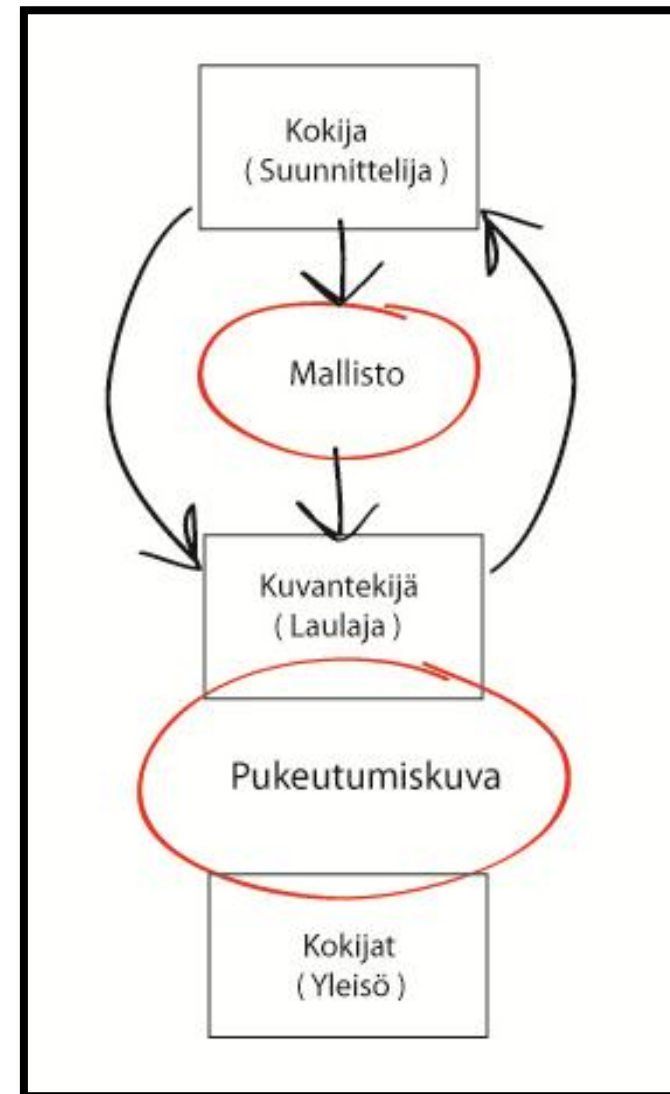 Kokija
( Suunnittelija )
Mallisto
Kuvantekijä
( Laulaja )
Pukeutumiskuva
Kokijat
( Yleisö )